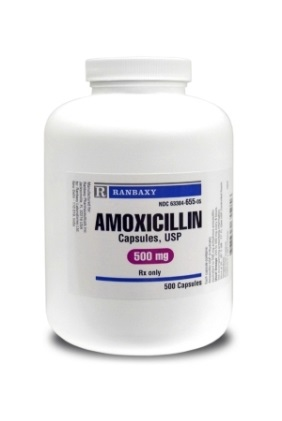 R RANBAXY
NDC 63304-655-05
AMOXICILLIN
Capsules, USP
500 mg
Rx only
500 Capsules